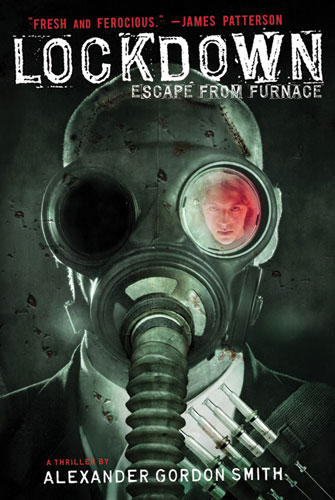 "FRESH AND FEROCIOUS." —JAMES PATTERSON
LOCKDOWN
ESCAPE FROM FURNACE
A THRILLER BY
ALEXANDER GORDON SMITH